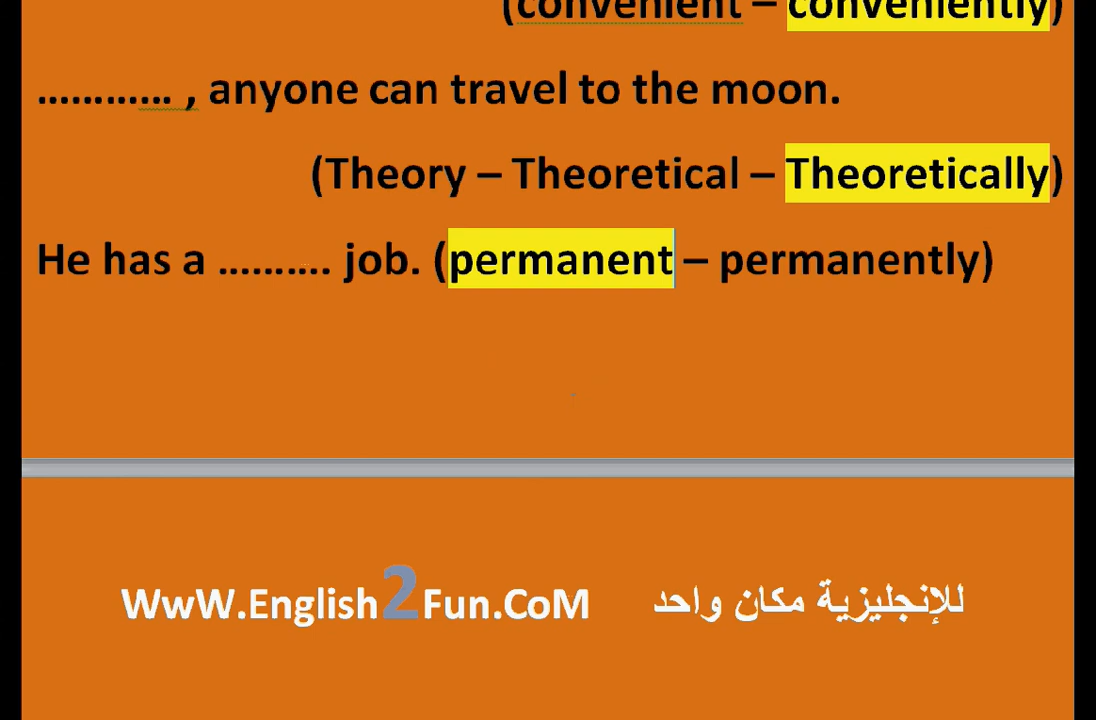 (convenient – conveniently)
………… , anyone can travel to the moon.
(Theory – Theoretical – Theoretically)
He has a ………. job. (permanent – permanently)
WwW.English2Fun.CoM للإنجليزية مكان واحد